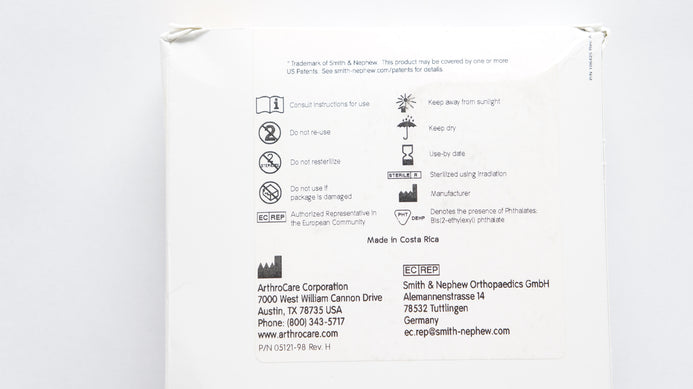 * Trademark of Smith & Nephew. This product may be covered by one or more
US Patents. See smith-nephew.com/patents for details.
Consult instructions for use
Do not re-use
Do not resterilize
Do not use if
package is damaged
EC REP Authorized Representative in
the European Community
Keep away from sunlight
Keep dry
Use-by date
STERILE R Sterilized using irradiation
Manufacturer
PHT DEHP Denotes the presence of Phthalates:
Bis(2-ethylexyl) phthalate
Made in Costa Rica
ArthroCare Corporation
7000 West William Cannon Drive
Austin, TX 78735 USA
Phone: (800) 343-5717
www.arthrocare.com
P/N 05121-98 Rev. H
EC REP
Smith & Nephew Orthopaedics GmbH
Alemannenstrasse 14
78532 Tuttlingen
Germany
ec.rep@smith-nephew.com